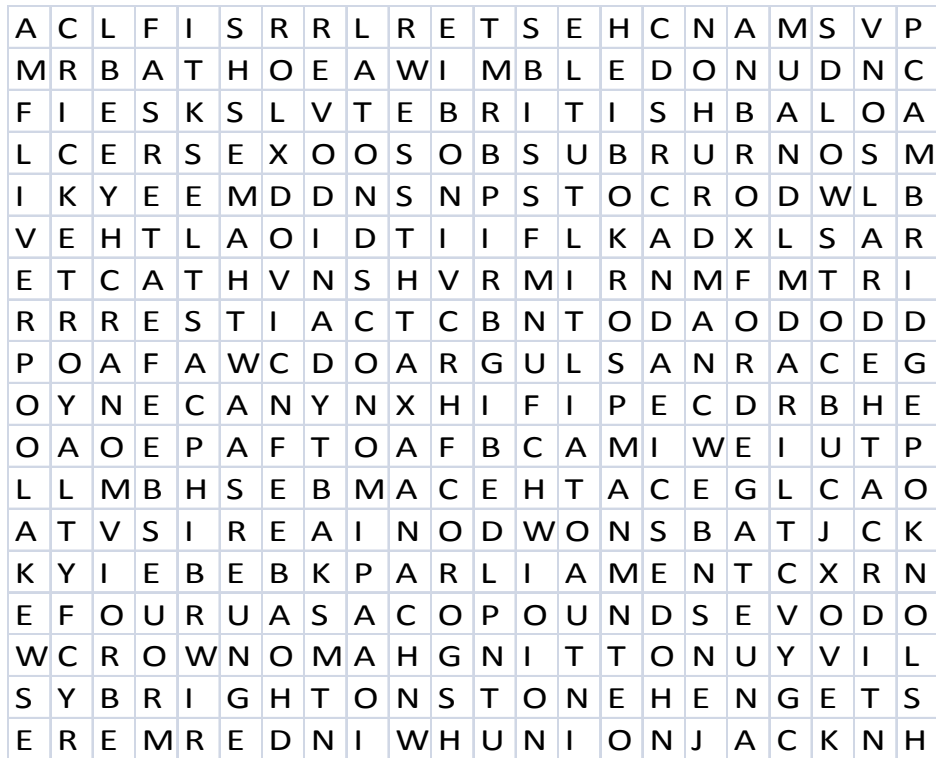 A C L F I S R R L R E T S E H C N A M S V P
M R B A T H O E A W I M B L E D O N U D N C
F I E S K S L V T E B R I T I S H B A L O A
L C E R S E X O O S O B S U B R U R N O S M
I K Y E E M D D N S N P S T O C R O D W L B
V E H T L A O I D T I I F L K A D X L S A R
E T C A T H V N S H V R M I R N M F M T R I
R R R E S T I A C T C B N T O D A O D O D D
P O A F A W C D O A R G U L S A N R A C E G
O Y N E C A N Y N X H I F I P E C D R B H E
O A O E P A F T O A F B C A M I W E I U T P
L L M B H S E B M A C E H T A C E G L C A O
A T V S I R E A I N O D W O N S B A T J C K
K Y I E B E B K P A R L I A M E N T C X R N
E F O U R U A S A C O P O U N D S E V O D O
W C R O W N O M A H G N I T T O N U Y V I L
S Y B R I G H T O N S T O N E H E N G E T S
E R E M R E D N I W H U N I O N J A C K N H